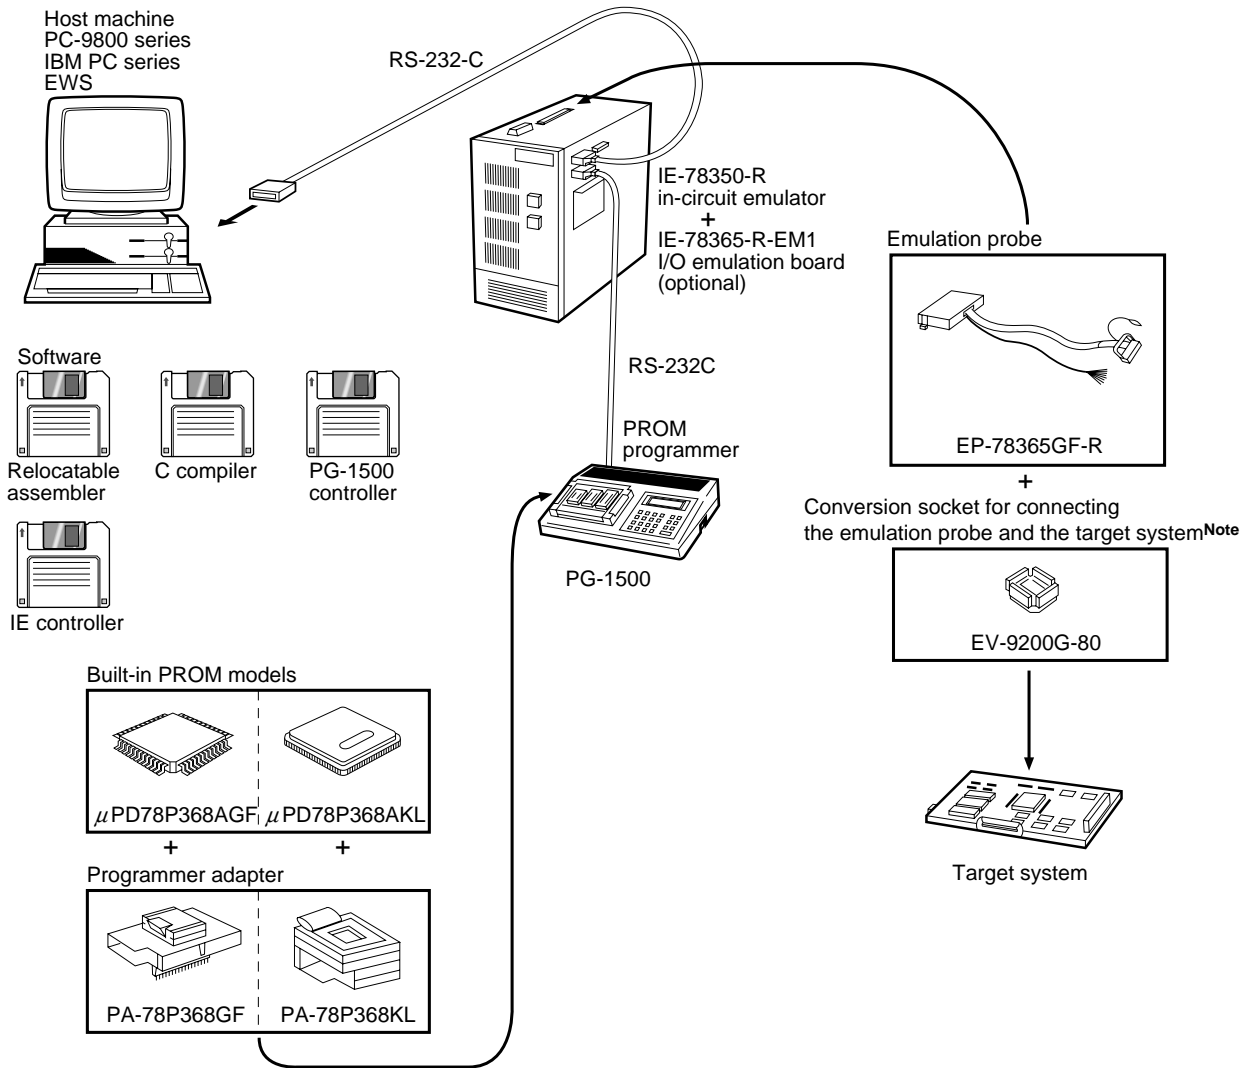 Host machine
PC-9800 series
IBM PC series
EWS
RS-232-C
IE-78350-R
in-circuit emulator
+
IE-78365-R-EM1
I/O emulation board
(optional)
Emulation probe
EP-78365GF-R
+
Conversion socket for connecting
the emulation probe and the target systemNote
EV-9200G-80
Target system
Software
Relocatable
assembler
C compiler
PG-1500
controller
IE controller
RS-232C
PROM
programmer
PG-1500
Built-in PROM models
μPD78P368AGF
μPD78P368AKL
+
+
Programmer adapter
PA-78P368GF
PA-78P368KL